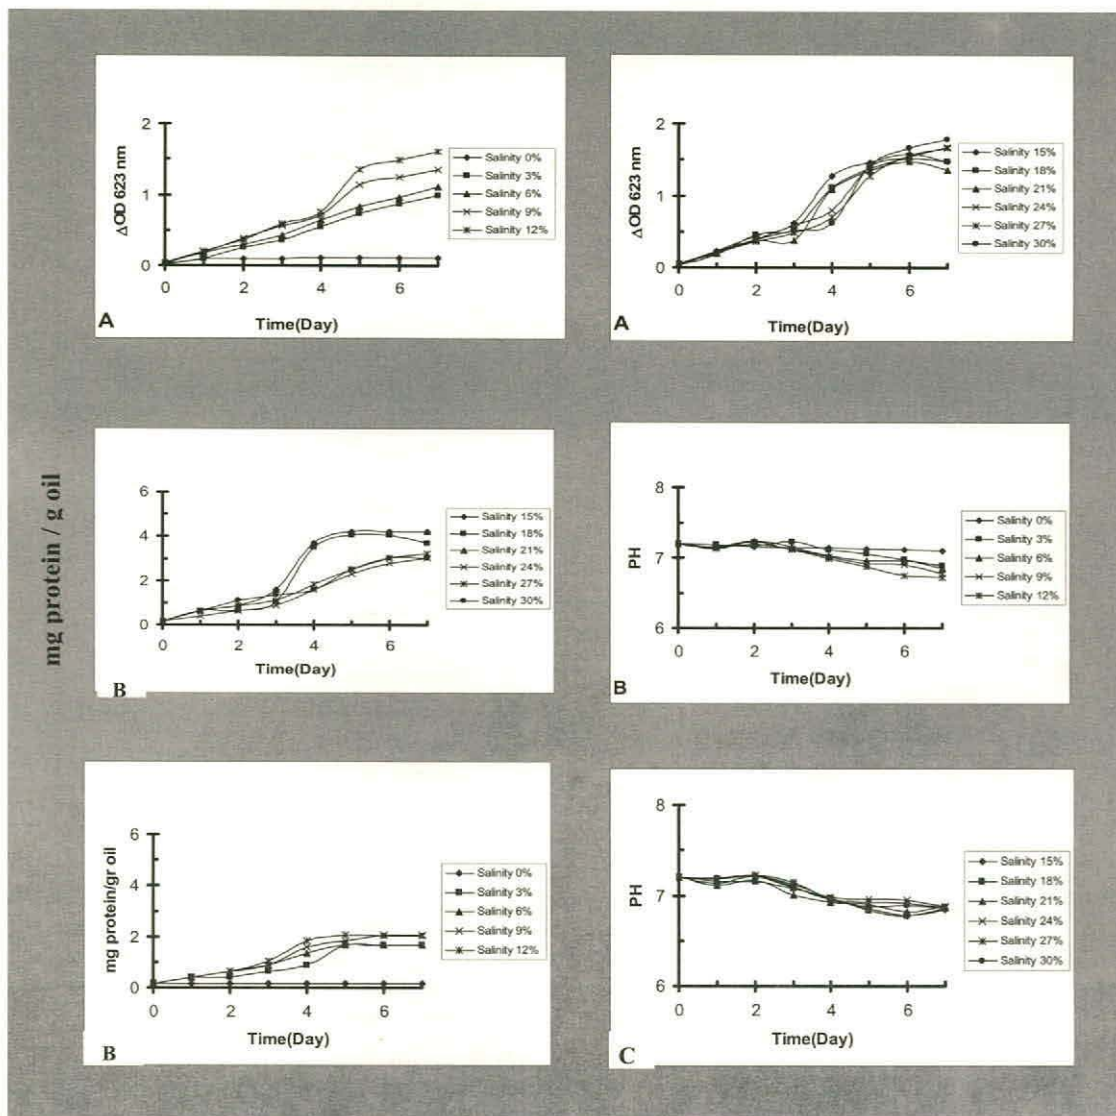 2
1
0
0
2
4
6
ΔOD 623 nm
Time(Day)
Salinity 0%
Salinity 3%
Salinity 6%
Salinity 9%
Salinity 12%
A
2
1
0
0
2
4
6
ΔOD 623 nm
Time(Day)
Salinity 15%
Salinity 18%
Salinity 21%
Salinity 24%
Salinity 27%
Salinity 30%
A
mg protein / g oil
6
4
2
0
0
2
4
6
Time(Day)
Salinity 15%
Salinity 18%
Salinity 21%
Salinity 24%
Salinity 27%
Salinity 30%
B
8
7
6
0
2
4
6
PH
Time(Day)
Salinity 0%
Salinity 3%
Salinity 6%
Salinity 9%
Salinity 12%
B
6
4
2
0
0
2
4
6
mg protein/gr oil
Time(Day)
Salinity 0%
Salinity 3%
Salinity 6%
Salinity 9%
Salinity 12%
B
8
7
6
0
2
4
6
PH
Time(Day)
Salinity 15%
Salinity 18%
Salinity 21%
Salinity 24%
Salinity 27%
Salinity 30%
C